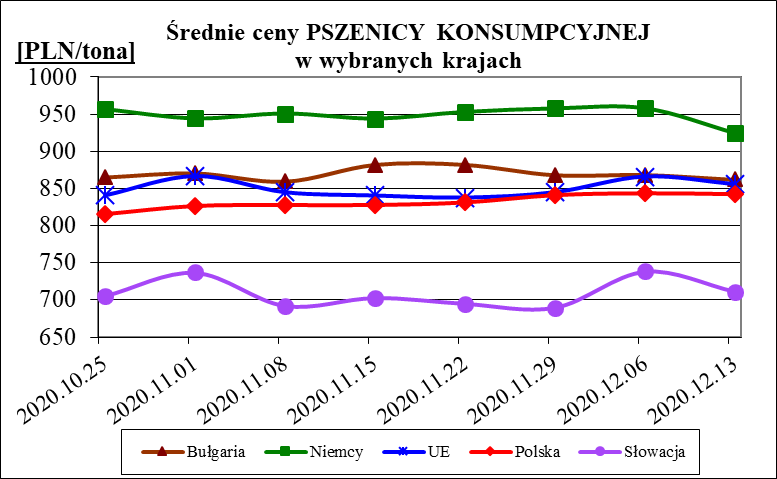 Średnie ceny PSZENICY KONSUMPCYJNEJ
w wybranych krajach
[PLN/tona]
1000
950
900
850
800
750
700
650
2020.10.25
2020.11.01
2020.11.08
2020.11.15
2020.11.22
2020.11.29
2020.12.06
2020.12.13
Bułgaria
Niemcy
UE
Polska
Słowacja